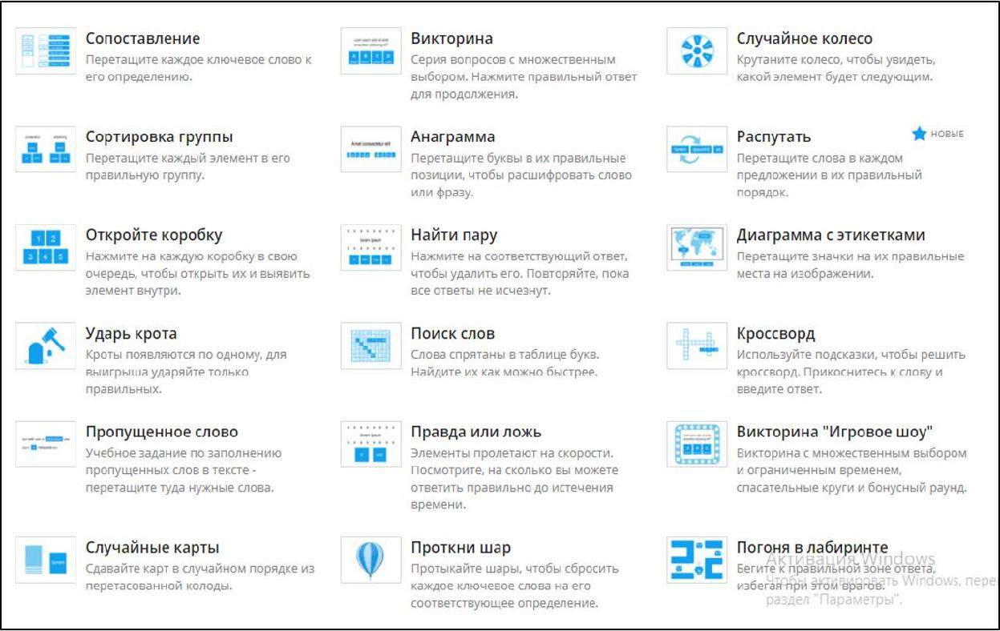 Сопоставление
Перетащите каждое ключевое слово к
его определению.
Викторина
Серия вопросов с множественным
выбором. Нажмите правильный ответ
для продолжения.
Случайное колесо
Крутаните колесо, чтобы увидеть,
какой элемент будет следующим.
Сортировка группы
Перетащите каждый элемент в его
правильную группу.
Анаграмма
Перетащите буквы в их правильные
позиции, чтобы расшифровать слово
или фразу.
Распутать
НОВЫЕ
Перетащите слова в каждом
предложении в их правильный
порядок.
1 2
3 4 5
Откройте коробку
Нажмите на каждую коробку в свою
очередь, чтобы открыть их и выявить
элемент внутри.
Найти пару
Нажмите на соответствующий ответ,
чтобы удалить его. Повторяйте, пока
все ответы не исчезнут.
Диаграмма с этикетками
Перетащите значки на их правильные
места на изображении.
Ударь крота
Кроты появляются по одному, для
выигрыша ударяйте только
правильных.
Поиск слов
Слова спрятаны в таблице букв.
Найдите их как можно быстрее.
Кроссворд
Используйте подсказки, чтобы решить
кроссворд. Прикоснитесь к слову и
введите ответ.
Пропущенное слово
Учебное задание по заполнению
пропущенных слов в тексте -
перетащите туда нужные слова.
Правда или ложь
Элементы пролетают на скорости.
Посмотрите, на сколько вы можете
ответить правильно до истечения
времени.
Викторина "Игровое шоу"
Викторина с множественным выбором
и ограниченным временем,
спасательные круги и бонусный раунд.
Случайные карты
Сдавайте карт в случайном порядке из
перетасованной колоды.
Проткни шар
Протыкайте шары, чтобы сбросить
каждое ключевое слова на его
соответствующее определение.
Погоня в лабиринте
Бегите к правильной зоне ответа,
избегая при этом врагов.
Активация Windows
Чтобы активировать Windows, пере
раздел "Параметры".